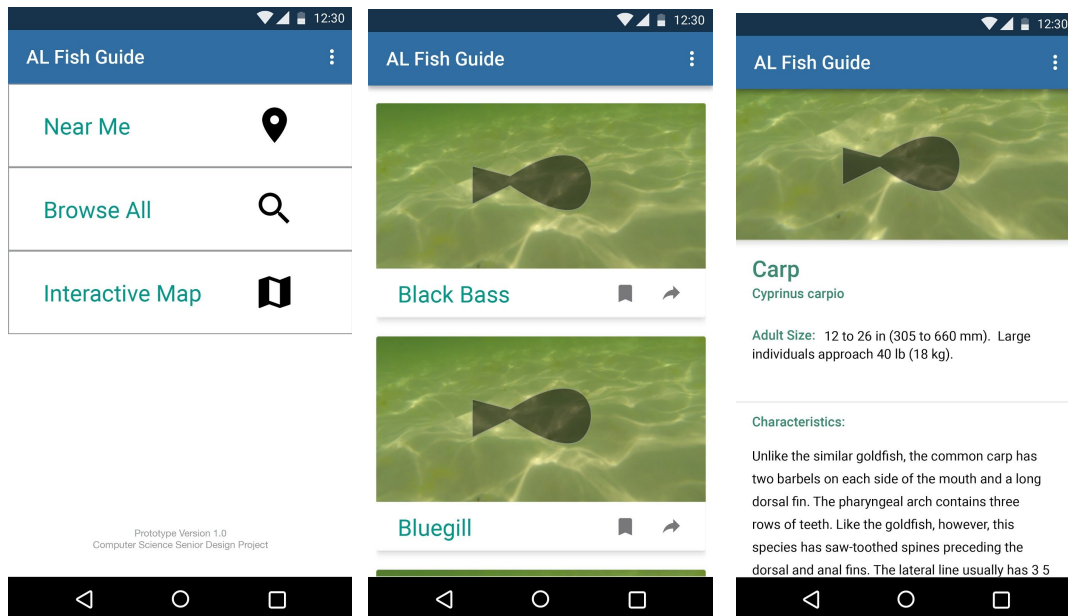 12:30
AL Fish Guide
Near Me
Browse All
Interactive Map
Prototype Version 1.0
Computer Science Senior Design Project
12:30
AL Fish Guide
Black Bass
Bluegill
12:30
AL Fish Guide
Carp
Cyprinus carpio
Adult Size: 12 to 26 in (305 to 660 mm). Large
individuals approach 40 lb (18 kg).
Characteristics:
Unlike the similar goldfish, the common carp has
two barbels on each side of the mouth and a long
dorsal fin. The pharyngeal arch contains three
rows of teeth. Like the goldfish, however, this
species has saw-toothed spines preceding the
dorsal and anal fins. The lateral line usually has 3 5